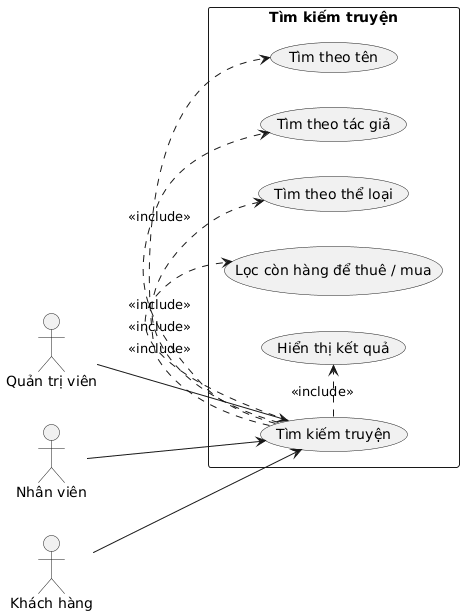 Tìm kiếm truyện
Tìm theo tên
Tìm theo tác giả
Tìm theo thể loại
«include»
Lọc còn hàng để thuê / mua
«include»
«include»
«include»
Hiển thị kết quả
Quản trị viên
«include»
Tìm kiếm truyện
Nhân viên
Khách hàng